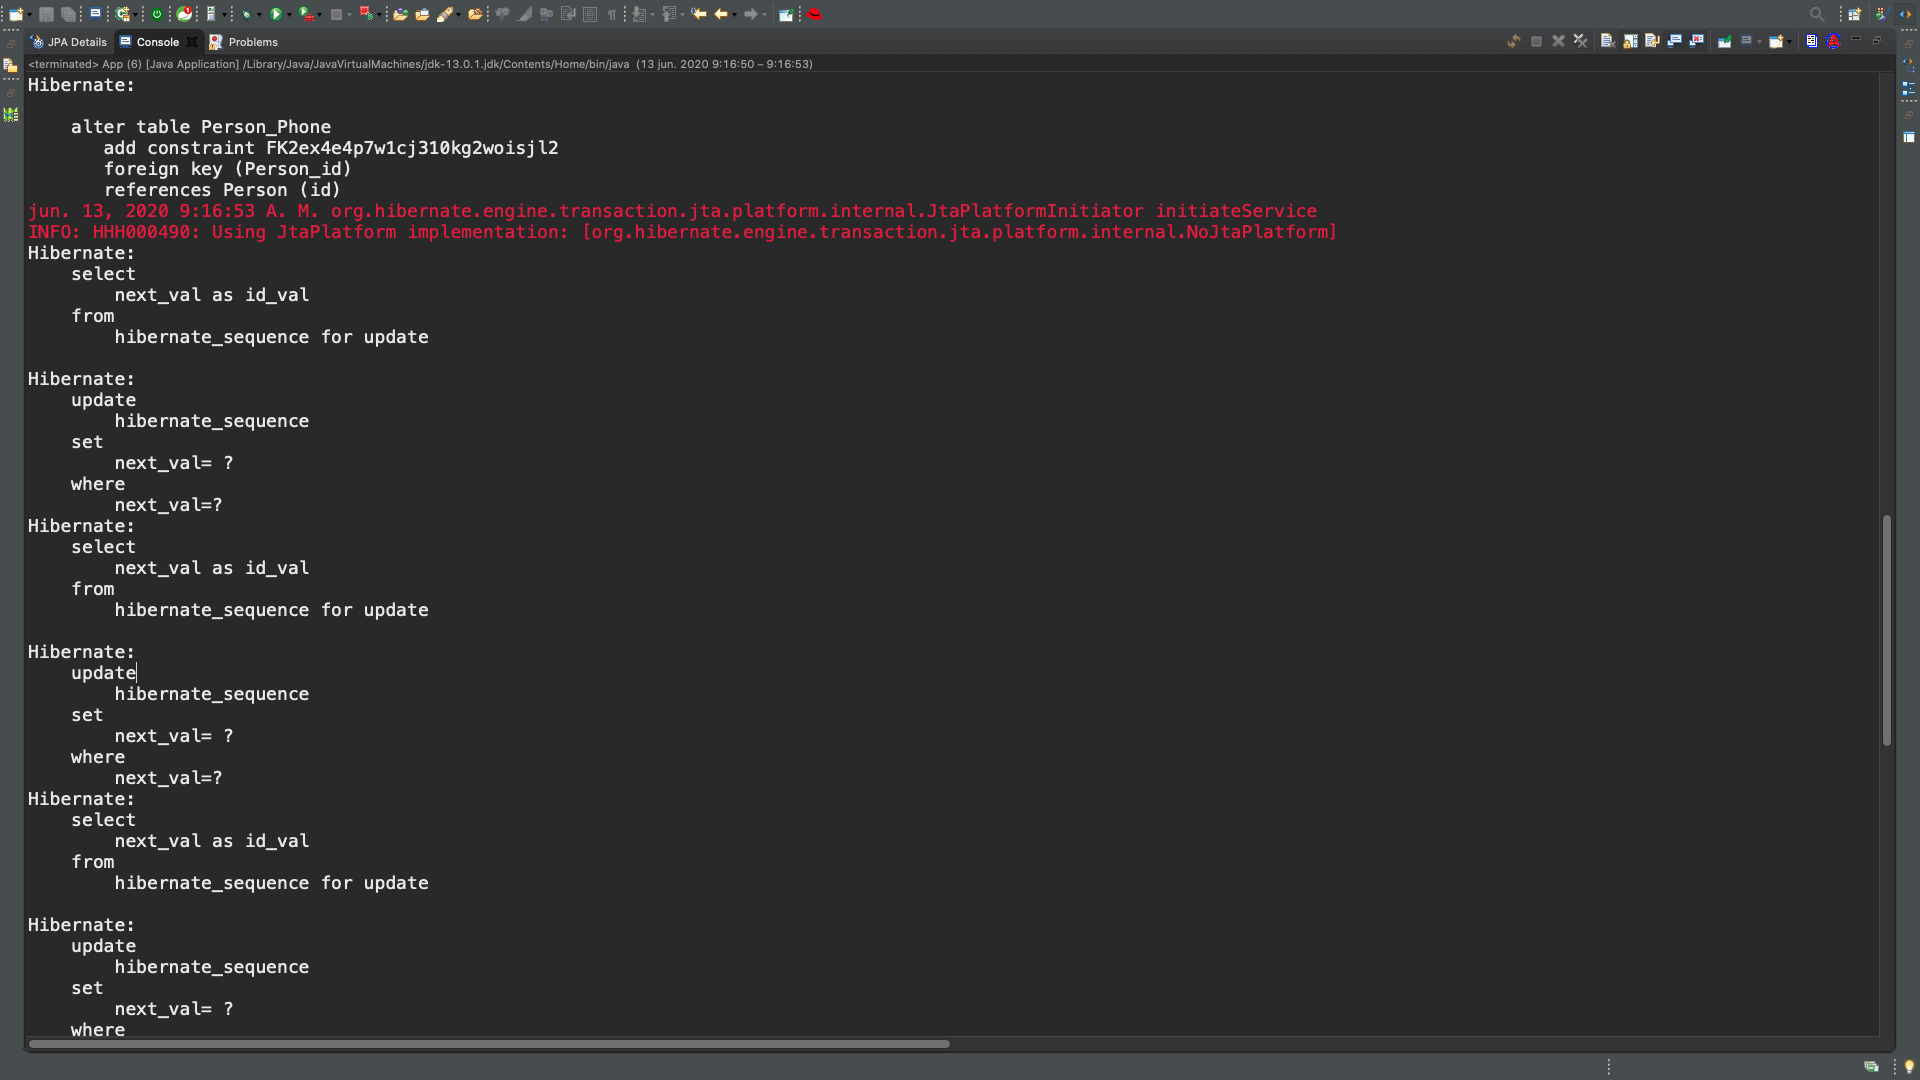 JPA Details Console Problems
<terminated> App (6) [Java Application] /Library/Java/JavaVirtualMachines/jdk-13.0.1.jdk/Contents/Home/bin/java (13 jun. 2020 9:16:50 – 9:16:53)
Hibernate:
alter table Person_Phone
add constraint FK2ex4e4p7w1cj310kg2woisjl2
foreign key (Person_id)
references Person (id)
jun. 13, 2020 9:16:53 A. M. org.hibernate.engine.transaction.jta.platform.internal.JtaPlatformInitiator initiateService
INFO: HHH000490: Using JtaPlatform implementation: [org.hibernate.engine.transaction.jta.platform.internal.NoJtaPlatform]
Hibernate:
select
next_val as id_val
from
hibernate_sequence for update
Hibernate:
update
hibernate_sequence
set
next_val= ?
where
next_val=?
Hibernate:
select
next_val as id_val
from
hibernate_sequence for update
Hibernate:
update
hibernate_sequence
set
next_val= ?
where
next_val=?
Hibernate:
select
next_val as id_val
from
hibernate_sequence for update
Hibernate:
update
hibernate_sequence
set
next_val= ?
where